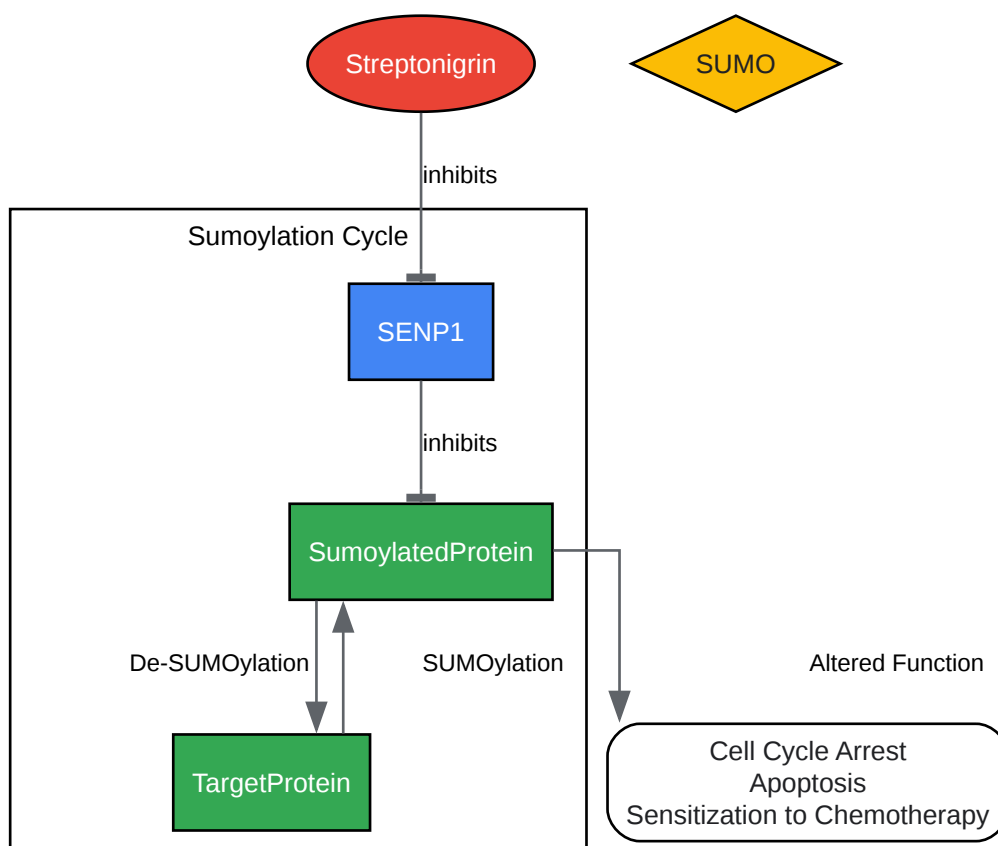 Streptonigrin
SUMO
inhibits
Sumoylation Cycle
SENP1
inhibits
SumoylatedProtein
De-SUMOylation
SUMOylation
Altered Function
TargetProtein
Cell Cycle Arrest
Apoptosis
Sensitization to Chemotherapy